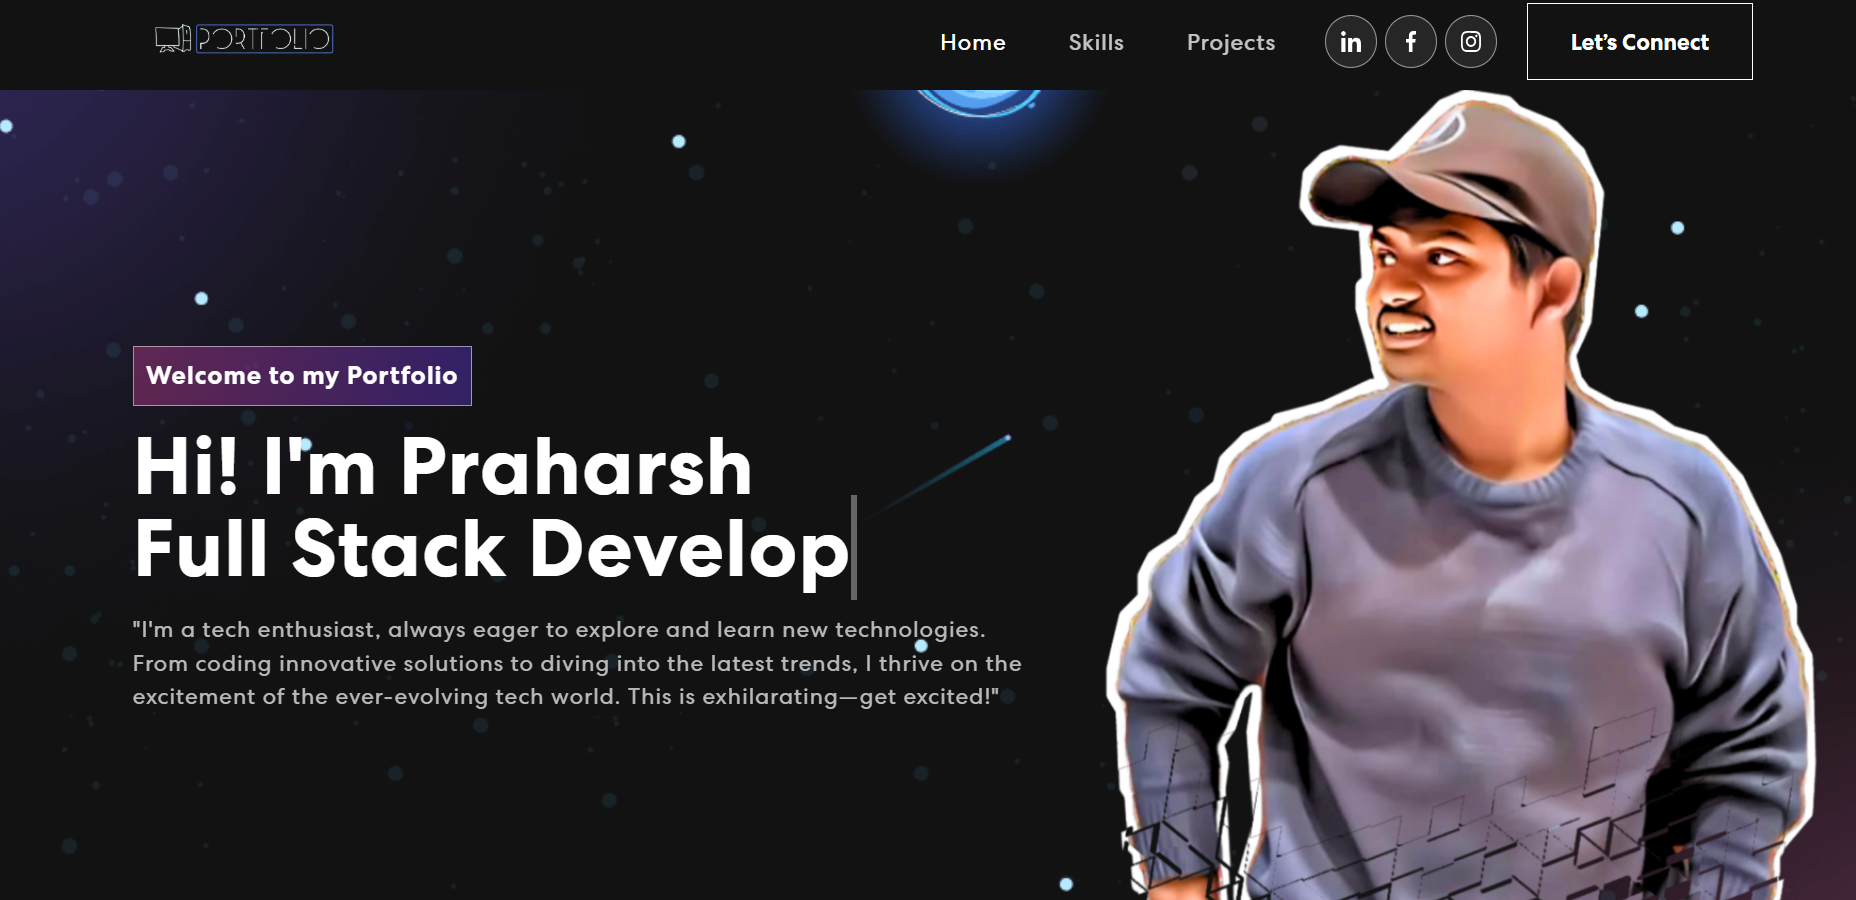 PORTFOLIO
Home Skills Projects in f Let's Connect
Welcome to my Portfolio
Hi! I'm Praharsh
Full Stack Develop
"I'm a tech enthusiast, always eager to explore and learn new technologies.
From coding innovative solutions to diving into the latest trends, I thrive on the
excitement of the ever-evolving tech world. This is exhilarating—get excited!"